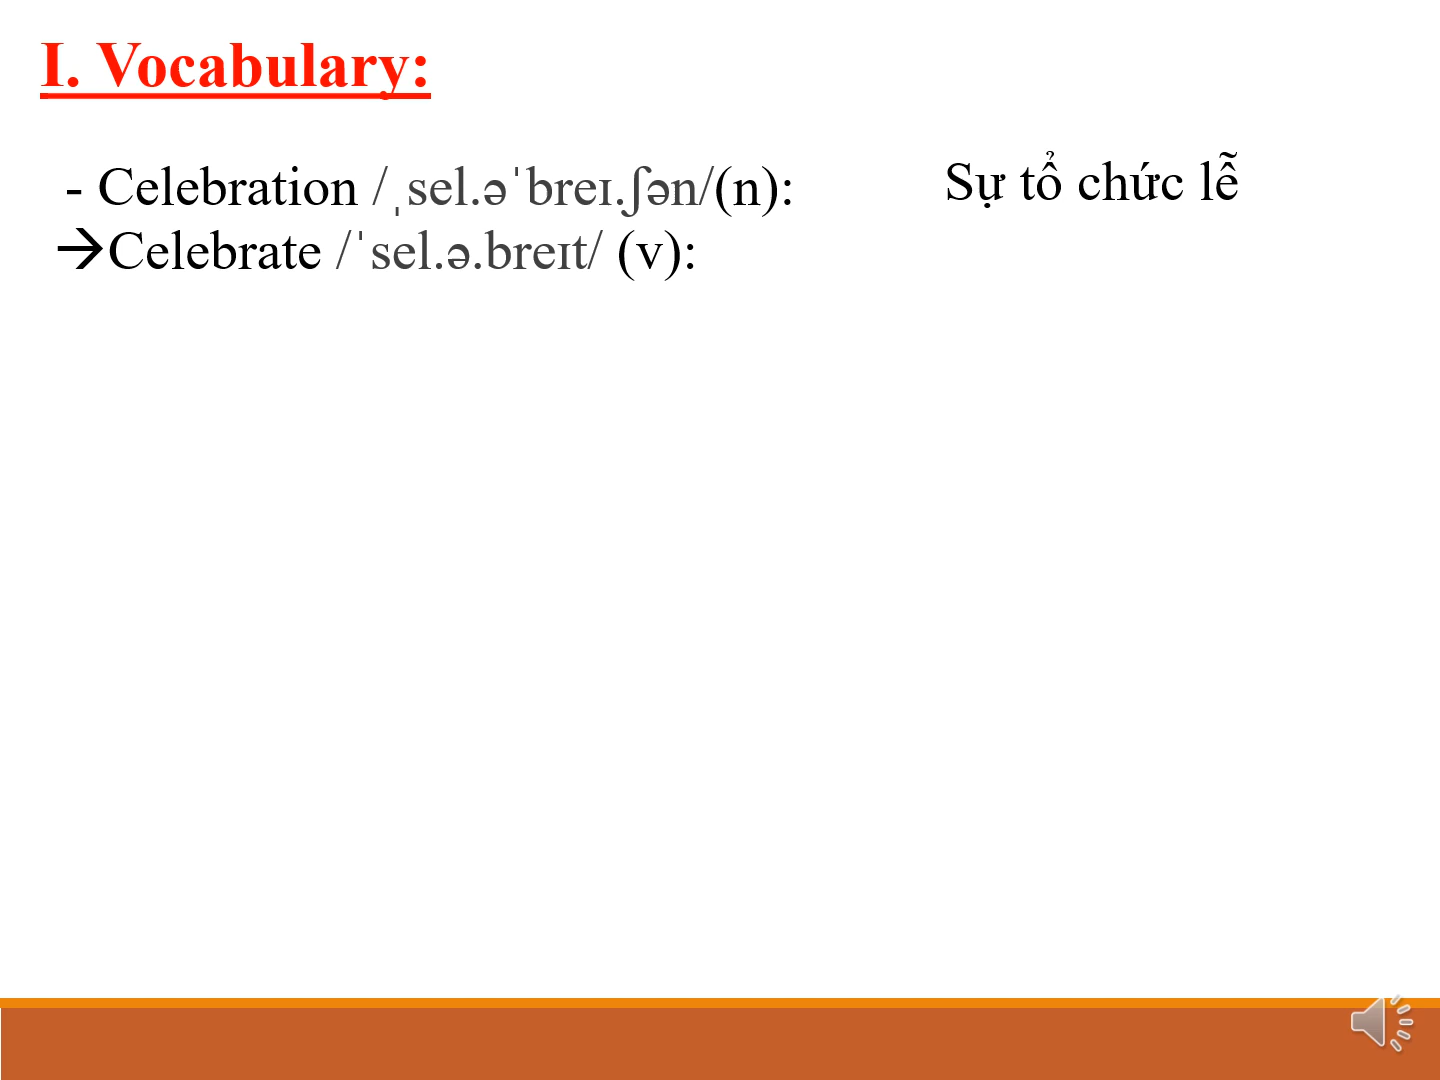 I. Vocabulary:
- Celebration /ˌsel.əˈbreɪ.ʃən/(n): Sự tổ chức lễ
→Celebrate /ˈsel.ə.breɪt/ (v):